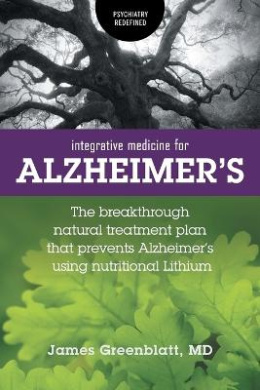 PSYCHIATRY
REDEFINED
integrative medicine for
ALZHEIMER'S
The breakthrough
natural treatment plan
that prevents Alzheimer's
using nutritional Lithium
James Greenblatt, MD